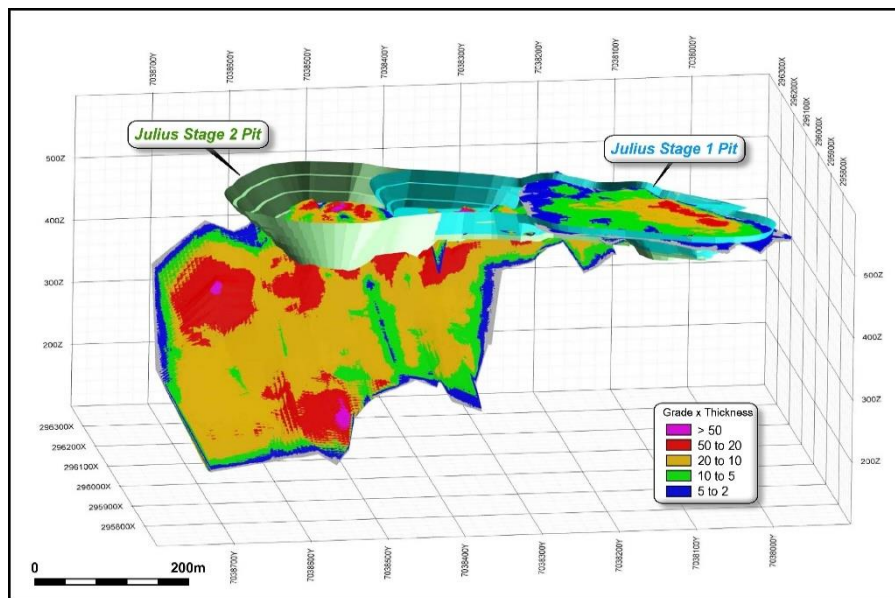 7038700Y
7038600Y
7038500Y
7038400Y
7038300Y
7038200Y
7038100Y
7038000Y
296300X
296200X
296100X
296000X
295900X
295800X
Julius Stage 2 Pit
Julius Stage 1 Pit
500Z
400Z
300Z
200Z
500Z
400Z
300Z
200Z
296300X
296200X
296100X
296000X
295900X
295800X
Grade x Thickness
> 50
50 to 20
20 to 10
10 to 5
5 to 2
0
200m
7038700Y
7038600Y
7038500Y
7038400Y
7038300Y
7038200Y
7038100Y
7038000Y